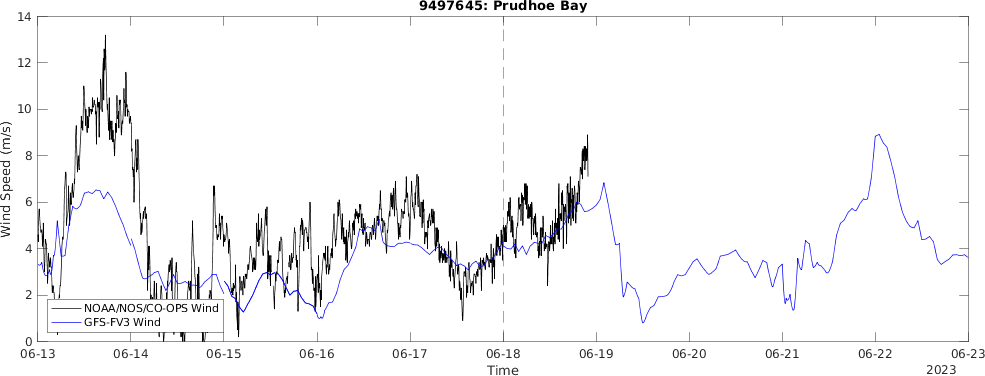 9497645: Prudhoe Bay
14
12
10
8
6
4
2
0
Wind Speed (m/s)
NOAA/NOS/CO-OPS Wind
GFS-FV3 Wind
06-13 06-14 06-15 06-16 06-17 06-18 06-19 06-20 06-21 06-22 06-23
Time
2023